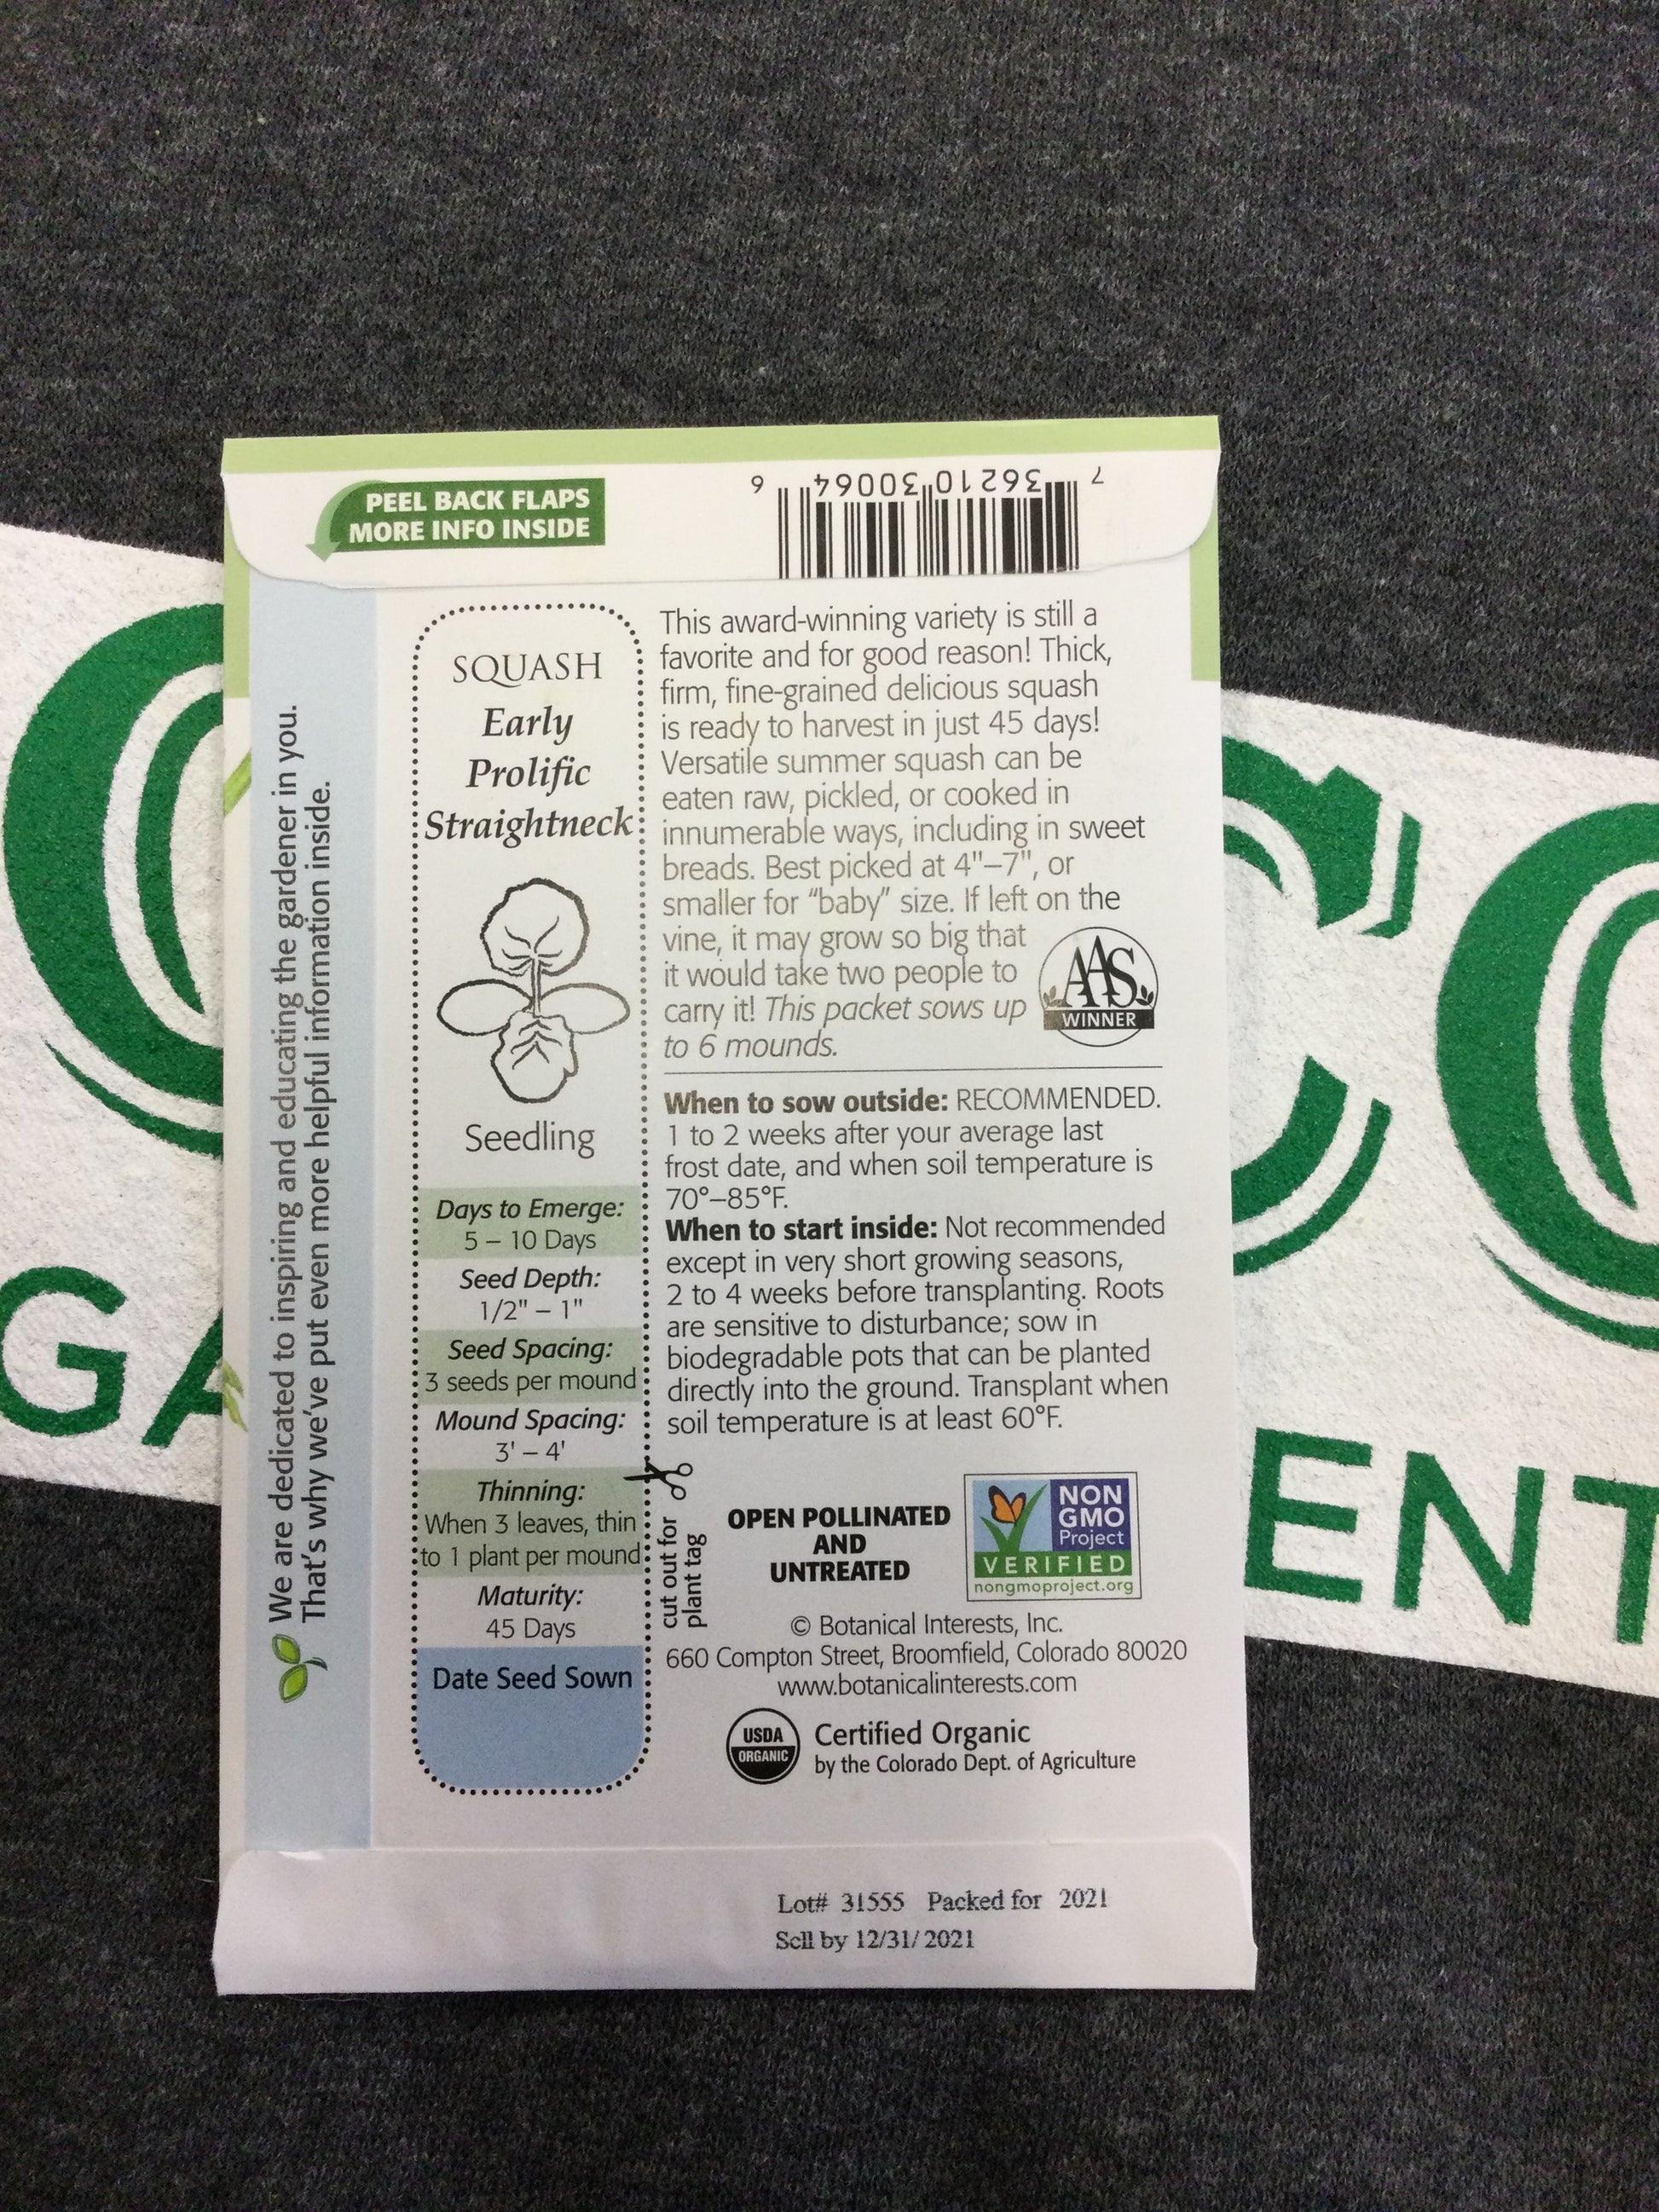 PEEL BACK FLAPS
MORE INFO INSIDE
7 36210 30064 6
We are dedicated to inspiring and educating the gardener in you.
That's why we've put even more helpful information inside.
SQUASH
Early
Prolific
Straightneck
Seedling
Days to Emerge:
5 – 10 Days
Seed Depth:
1/2" – 1"
Seed Spacing:
3 seeds per mound
Mound Spacing:
3' – 4'
Thinning:
When 3 leaves, thin
to 1 plant per mound
Maturity:
45 Days
Date Seed Sown
cut out for
plant tag
This award-winning variety is still a
favorite and for good reason! Thick,
firm, fine-grained delicious squash
is ready to harvest in just 45 days!
Versatile summer squash can be
eaten raw, pickled, or cooked in
innumerable ways, including in sweet
breads. Best picked at 4"–7", or
smaller for “baby” size. If left on the
vine, it may grow so big that
it would take two people to
carry it! This packet sows up
to 6 mounds.
AAS
WINNER
When to sow outside: RECOMMENDED.
1 to 2 weeks after your average last
frost date, and when soil temperature is
70°–85°F.
When to start inside: Not recommended
except in very short growing seasons,
2 to 4 weeks before transplanting. Roots
are sensitive to disturbance; sow in
biodegradable pots that can be planted
directly into the ground. Transplant when
soil temperature is at least 60°F.
OPEN POLLINATED
AND
UNTREATED
NON
GMO
Project
VERIFIED
nongmoproject.org
© Botanical Interests, Inc.
660 Compton Street, Broomfield, Colorado 80020
www.botanicalinterests.com
USDA
ORGANIC
Certified Organic
by the Colorado Dept. of Agriculture
Lot# 31555 Packed for 2021
Sell by 12/31/2021
GA
ENT